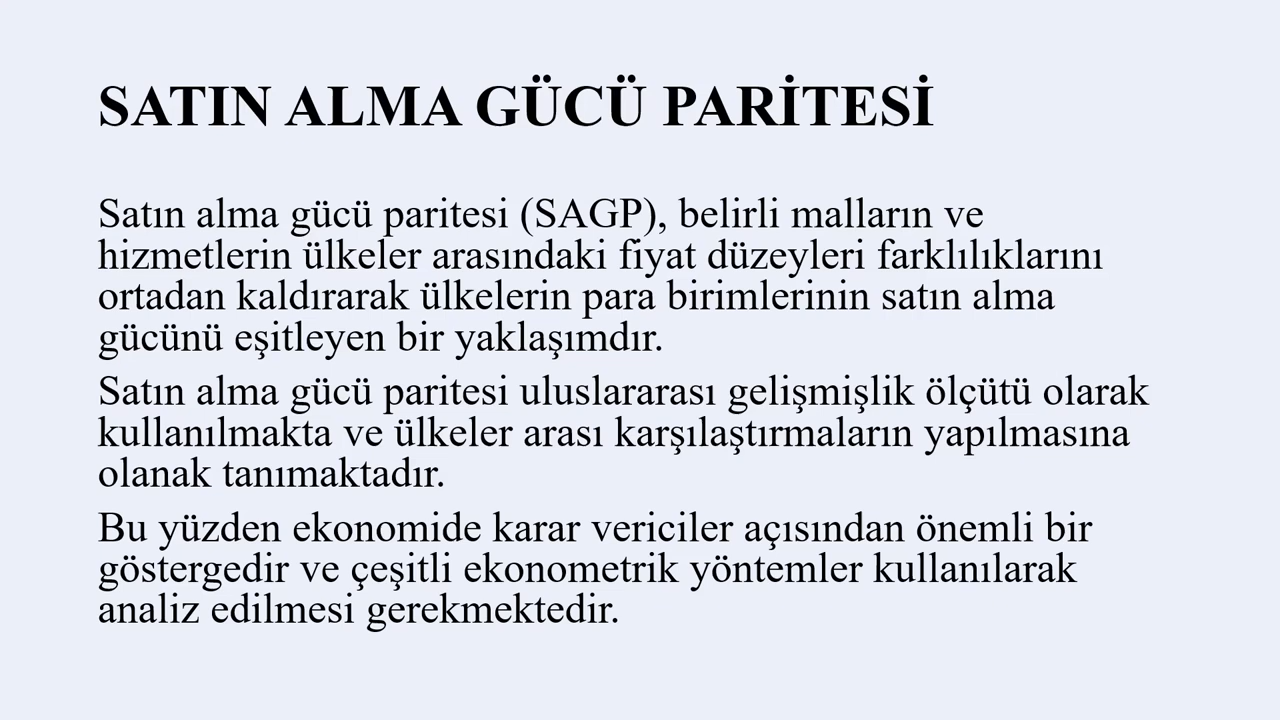 SATIN ALMA GÜCÜ PARİTESİ
Satın alma gücü paritesi (SAGP), belirli malların ve
hizmetlerin ülkeler arasındaki fiyat düzeyleri farklılıklarını
ortadan kaldırarak ülkelerin para birimlerinin satın alma
gücünü eşitleyen bir yaklaşımdır.
Satın alma gücü paritesi uluslararası gelişmişlik ölçütü olarak
kullanılmakta ve ülkeler arası karşılaştırmaların yapılmasına
olanak tanımaktadır.
Bu yüzden ekonomide karar vericiler açısından önemli bir
göstergedir ve çeşitli ekonometrik yöntemler kullanılarak
analiz edilmesi gerekmektedir.